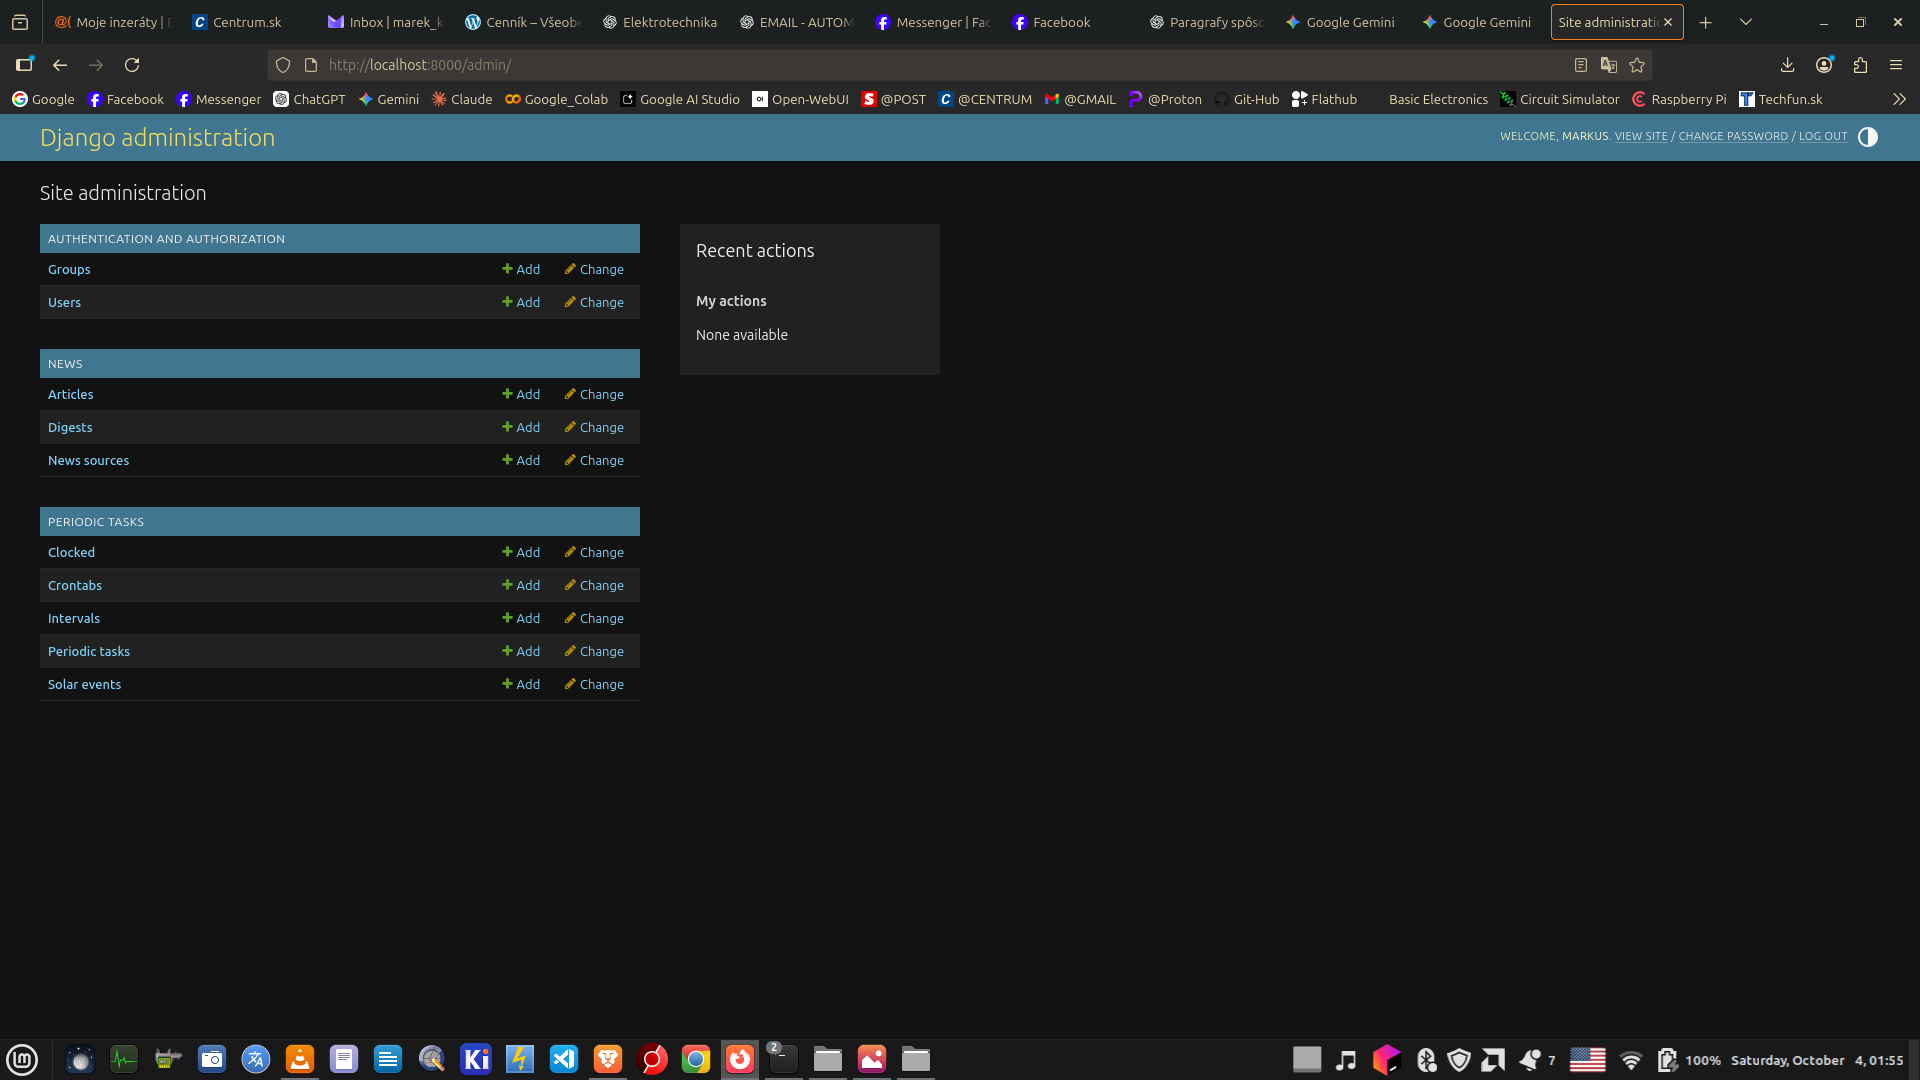 Moje inzeráty |
Centrum.sk
Inbox | marek_k
Cenník – Všeobe
Elektrotechnika
EMAIL - AUTOM
Messenger | Fac
Facebook
Paragrafy spôso
Google Gemini
Google Gemini
Site administratio
http://localhost:8000/admin/
Google Facebook Messenger ChatGPT Gemini Claude Google_Colab Google AI Studio Open-WebUI @POST @CENTRUM @GMAIL @Proton Git-Hub Flathub Basic Electronics Circuit Simulator Raspberry Pi Techfun.sk
Django administration
WELCOME, MARKUS. VIEW SITE / CHANGE PASSWORD / LOG OUT
Site administration
AUTHENTICATION AND AUTHORIZATION
Groups Add Change
Users Add Change
NEWS
Articles Add Change
Digests Add Change
News sources Add Change
PERIODIC TASKS
Clocked Add Change
Crontabs Add Change
Intervals Add Change
Periodic tasks Add Change
Solar events Add Change
Recent actions
My actions
None available
Ki
2
7
100%
Saturday, October 4, 01:55